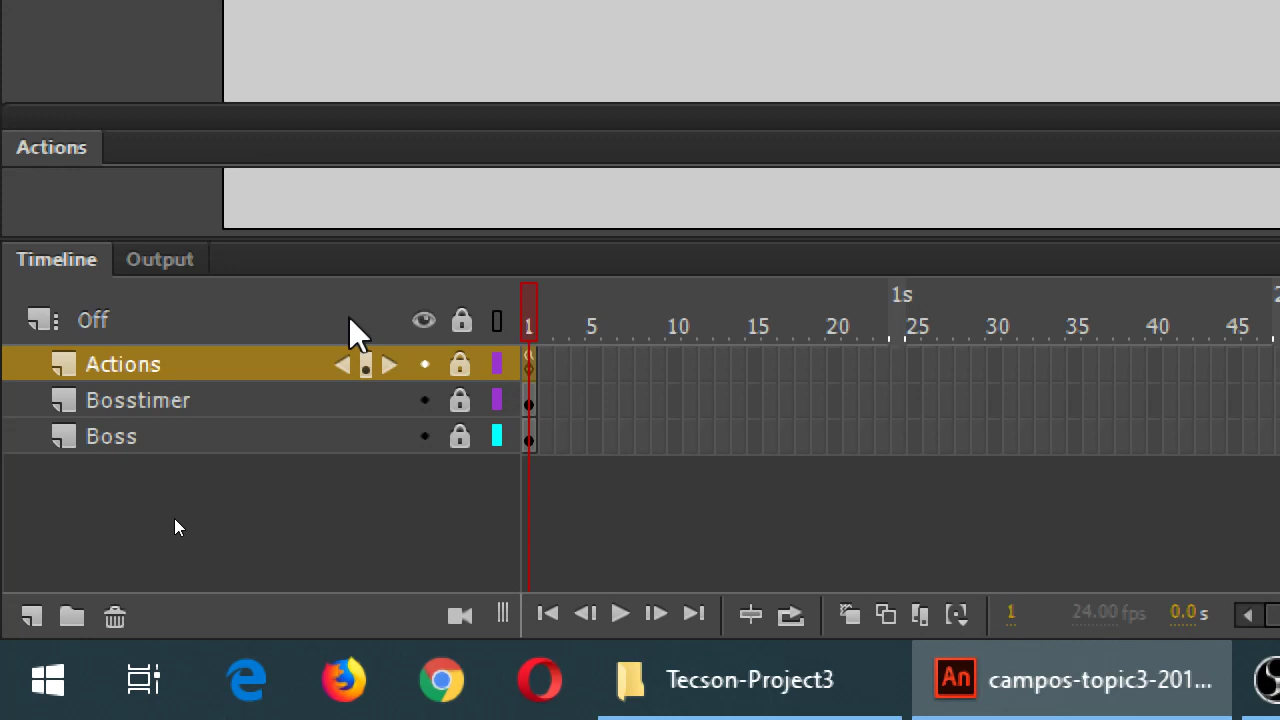 Actions
Timeline Output
1s
Off 1 5 10 15 20 25 30 35 40 45
Actions
Bosstimer
Boss
1 24.00 fps 0.0 s
Tecson-Project3 An campos-topic3-201...